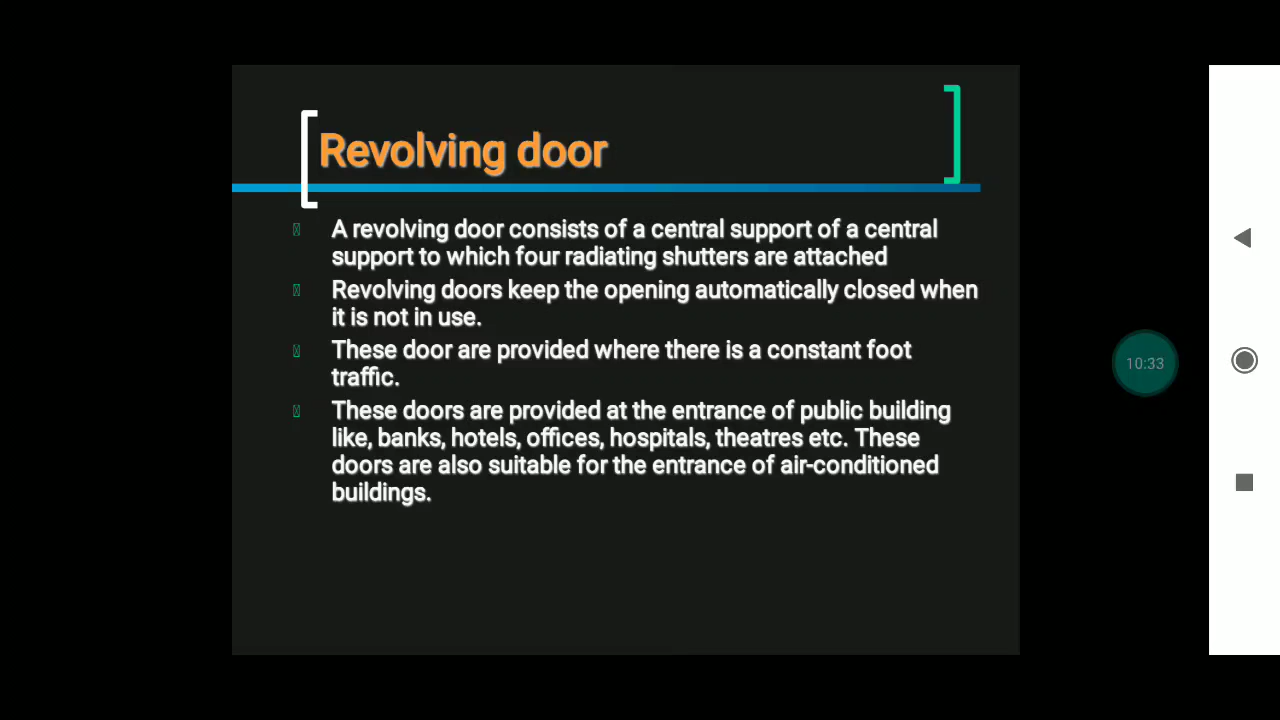 Revolving door
A revolving door consists of a central support of a central
support to which four radiating shutters are attached
Revolving doors keep the opening automatically closed when
it is not in use.
These door are provided where there is a constant foot
traffic.
These doors are provided at the entrance of public building
like, banks, hotels, offices, hospitals, theatres etc. These
doors are also suitable for the entrance of air-conditioned
buildings.
10:33